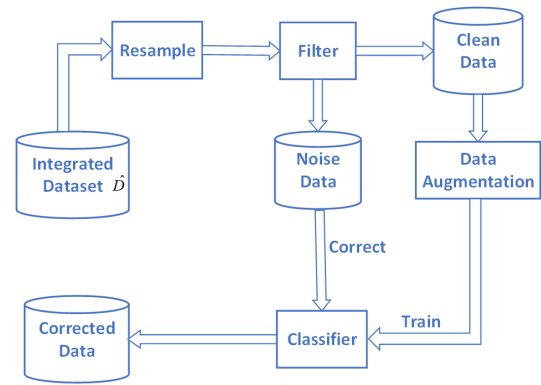 Resample
Filter
Clean
Data
Integrated
Dataset D̂
Noise
Data
Data
Augmentation
Correct
Corrected
Data
Classifier
Train